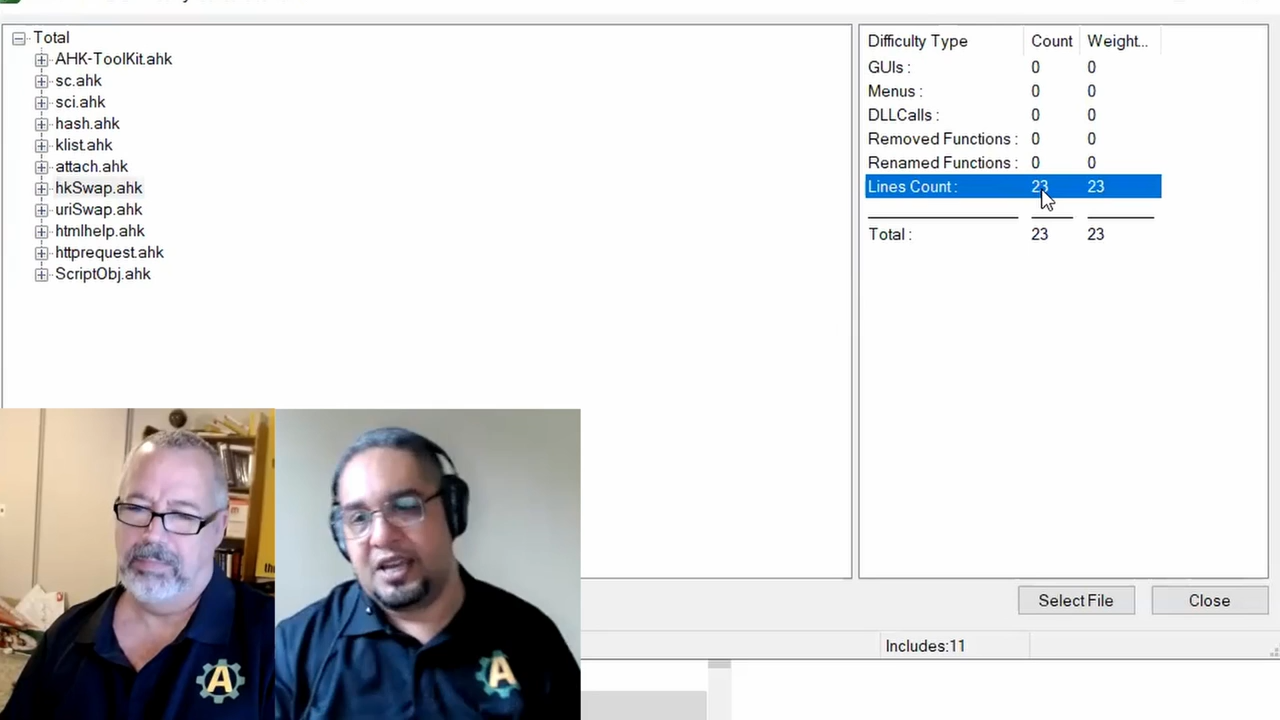 Total
AHK-ToolKit.ahk
sc.ahk
sci.ahk
hash.ahk
klist.ahk
attach.ahk
hkSwap.ahk
uriSwap.ahk
htmlhelp.ahk
httprequest.ahk
ScriptObj.ahk
Difficulty Type Count Weight...
GUIs : 0 0
Menus : 0 0
DLLCalls : 0 0
Removed Functions : 0 0
Renamed Functions : 0 0
Lines Count : 23 23
Total : 23 23
Select File
Close
Includes:11
A
A